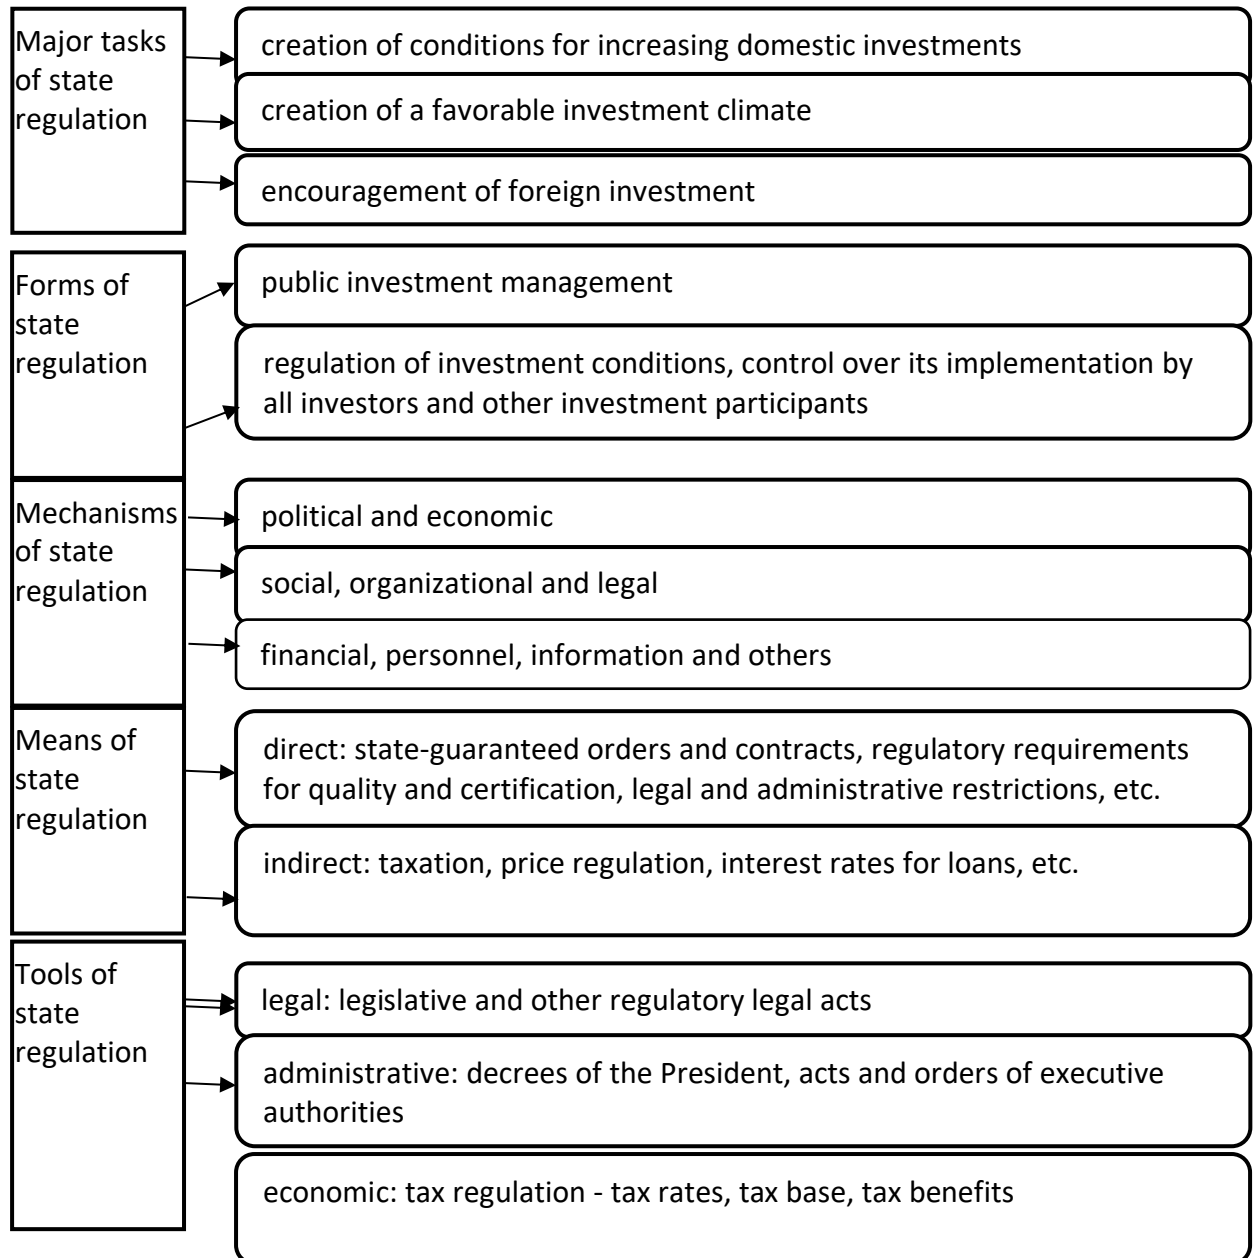 Major tasks
of state
regulation
creation of conditions for increasing domestic investments
creation of a favorable investment climate
encouragement of foreign investment
Forms of
state
regulation
public investment management
regulation of investment conditions, control over its implementation by
all investors and other investment participants
Mechanisms
of state
regulation
political and economic
social, organizational and legal
financial, personnel, information and others
Means of
state
regulation
direct: state-guaranteed orders and contracts, regulatory requirements
for quality and certification, legal and administrative restrictions, etc.
indirect: taxation, price regulation, interest rates for loans, etc.
Tools of
state
regulation
legal: legislative and other regulatory legal acts
administrative: decrees of the President, acts and orders of executive
authorities
economic: tax regulation - tax rates, tax base, tax benefits